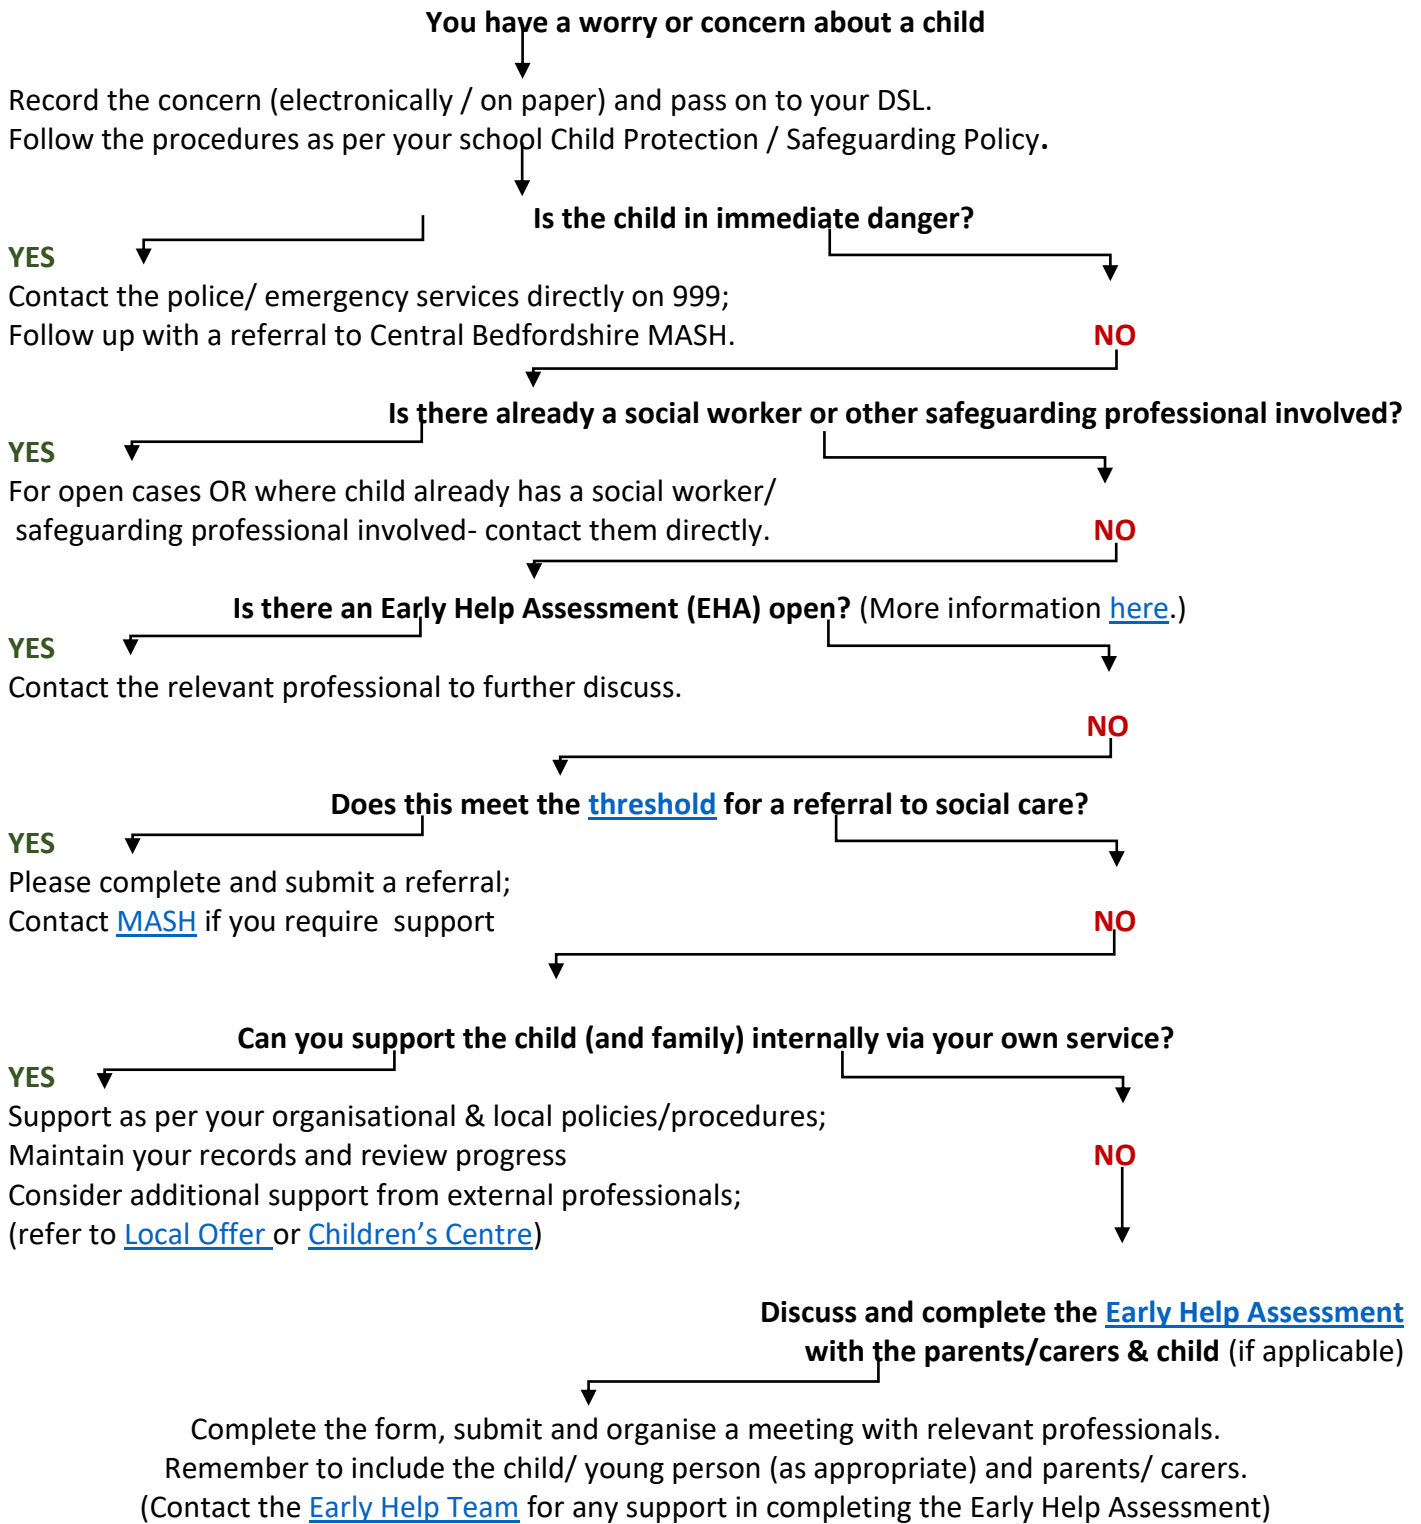 You have a worry or concern about a child
Record the concern (electronically / on paper) and pass on to your DSL.
Follow the procedures as per your school Child Protection / Safeguarding Policy.
Is the child in immediate danger?
YES
Contact the police/ emergency services directly on 999;
Follow up with a referral to Central Bedfordshire MASH.
NO
Is there already a social worker or other safeguarding professional involved?
YES
For open cases OR where child already has a social worker/
safeguarding professional involved- contact them directly.
NO
Is there an Early Help Assessment (EHA) open? (More information here.)
YES
Contact the relevant professional to further discuss.
NO
Does this meet the threshold for a referral to social care?
YES
Please complete and submit a referral;
Contact MASH if you require  support
NO
Can you support the child (and family) internally via your own service?
YES
Support as per your organisational & local policies/procedures;
Maintain your records and review progress
NO
Consider additional support from external professionals;
(refer to Local Offer or Children’s Centre)
Discuss and complete the Early Help Assessment
with the parents/carers & child (if applicable)
Complete the form, submit and organise a meeting with relevant professionals.
Remember to include the child/ young person (as appropriate) and parents/ carers.
(Contact the Early Help Team for any support in completing the Early Help Assessment)